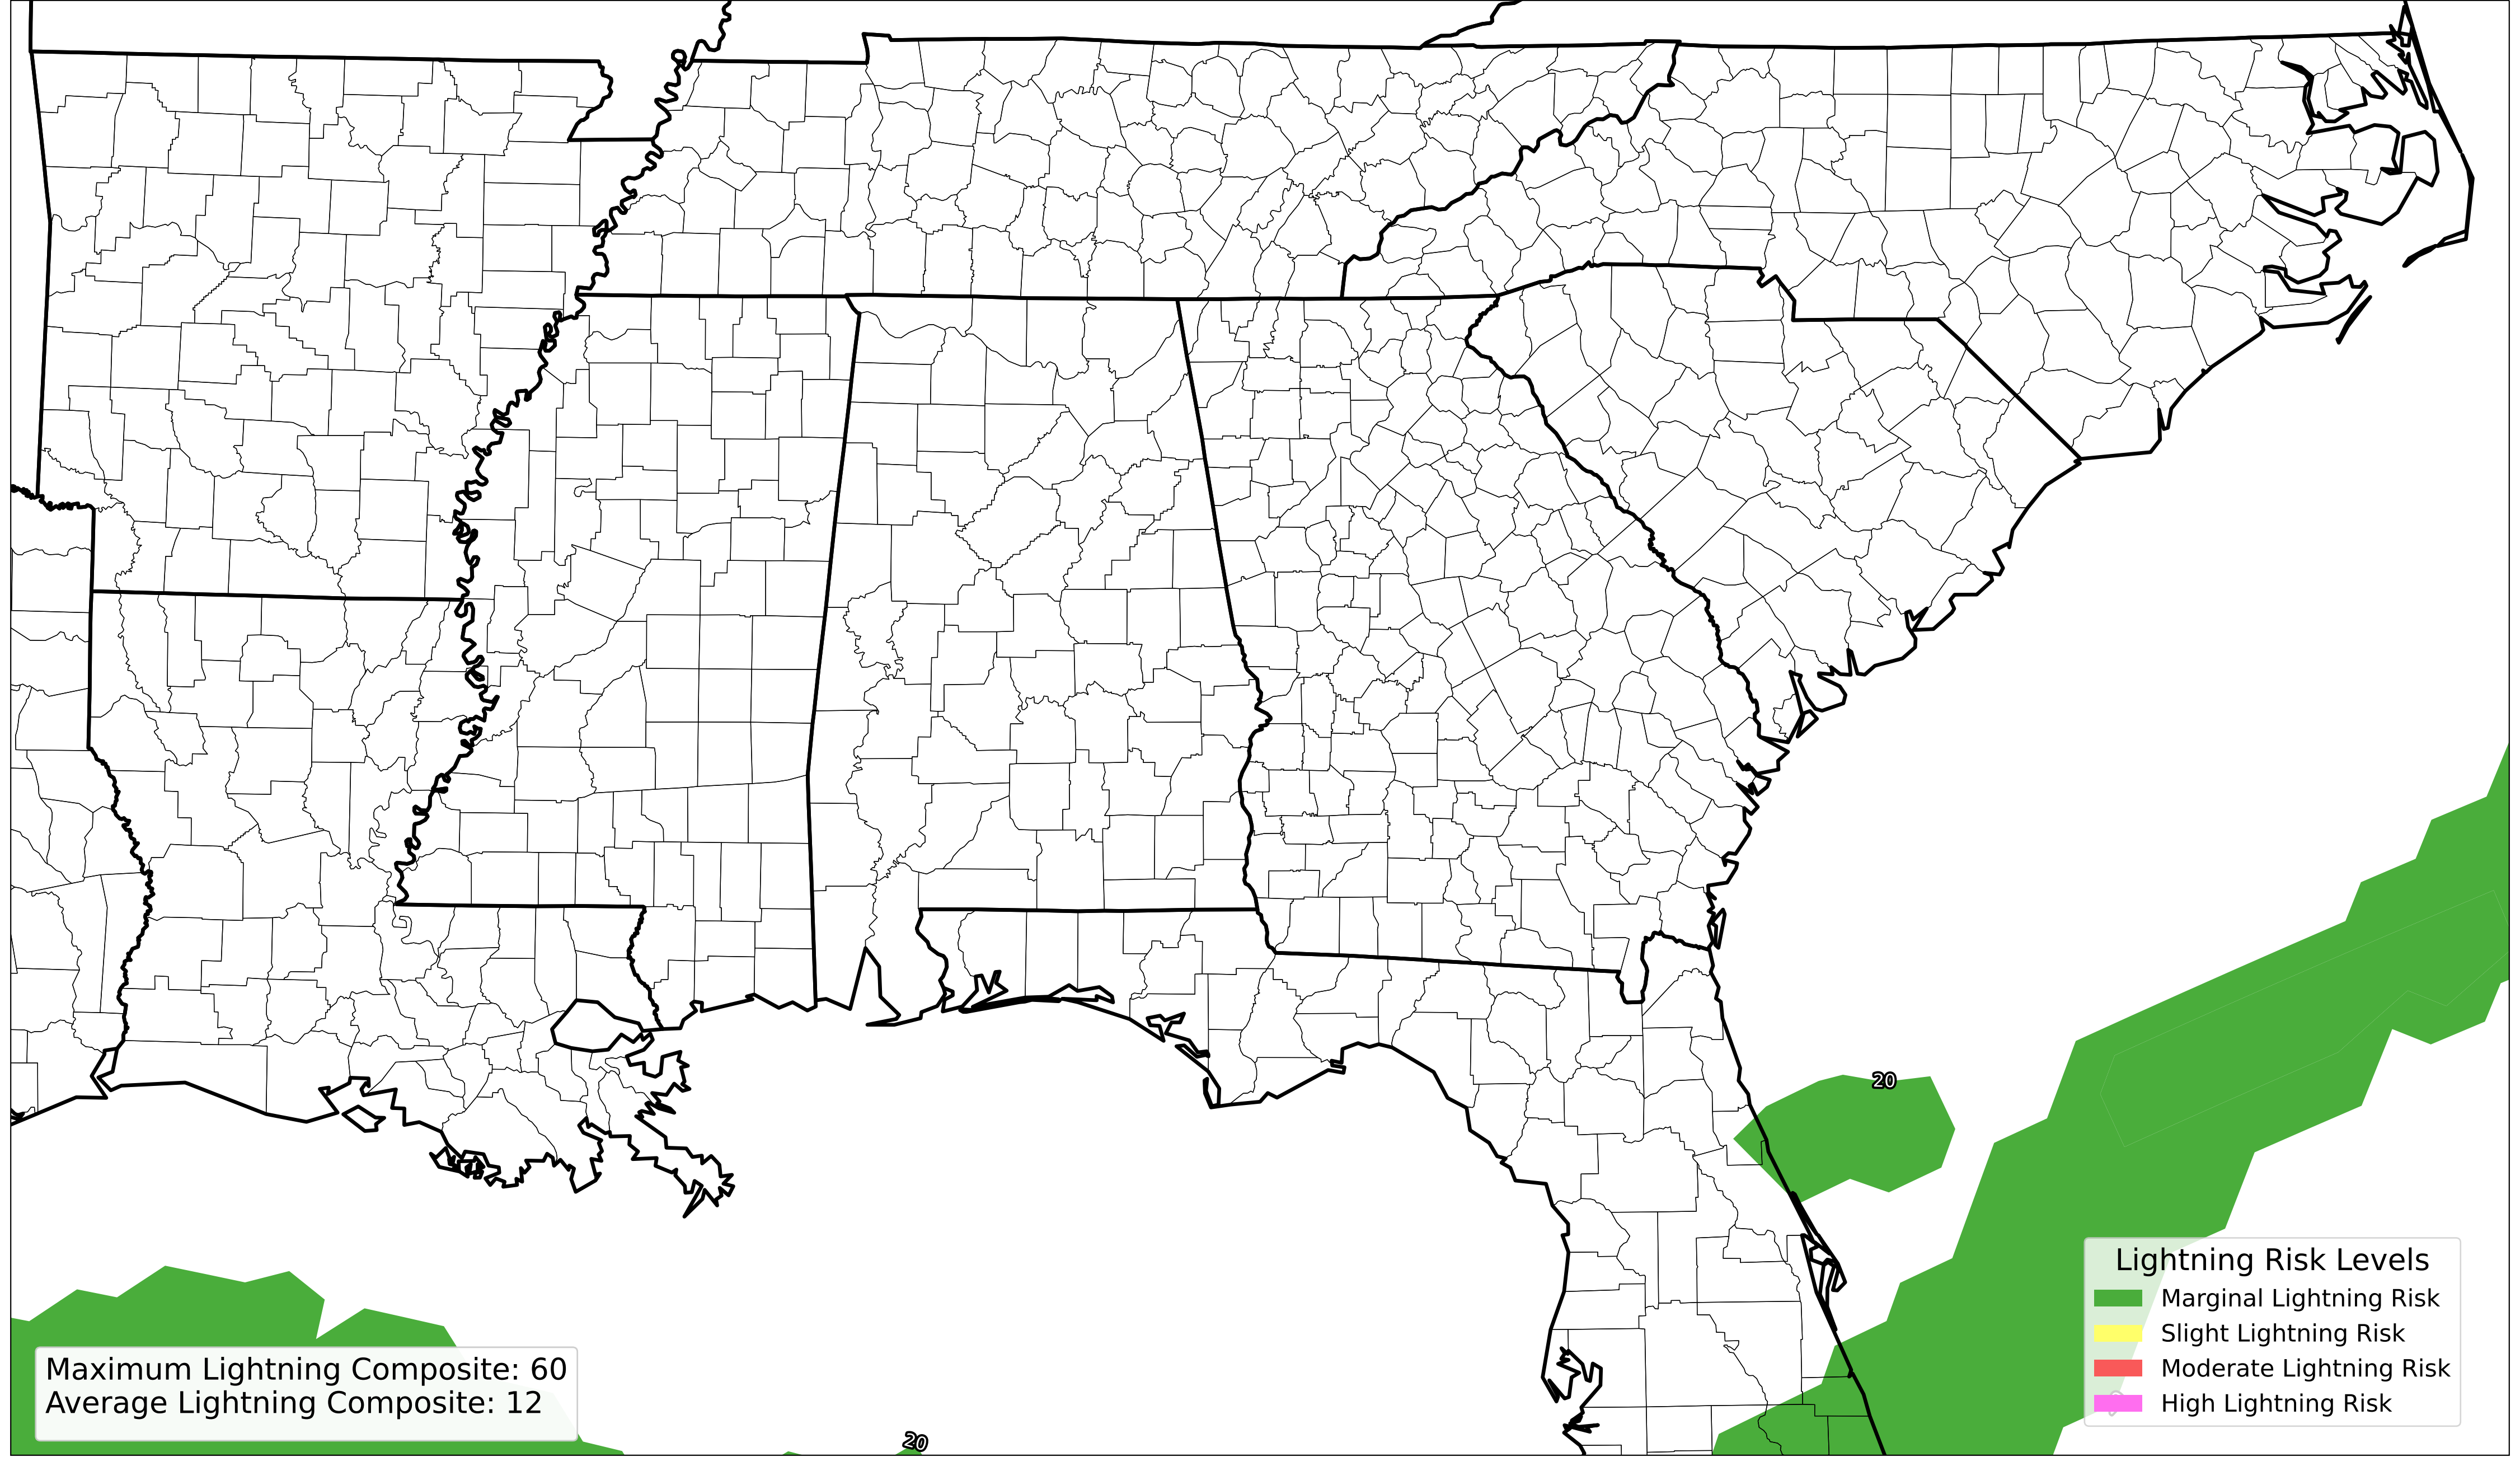 20
Lightning Risk Levels
Marginal Lightning Risk
Slight Lightning Risk
Moderate Lightning Risk
High Lightning Risk
Maximum Lightning Composite: 60
Average Lightning Composite: 12
20